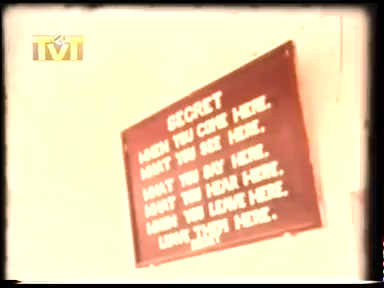 TVT
SECRET
WHEN YOU COME HERE.
WHAT YOU SEE HERE.
WHAT YOU SAY HERE.
WHAT YOU HEAR HERE.
WHEN YOU LEAVE HERE.
LEAVE THEM HERE.